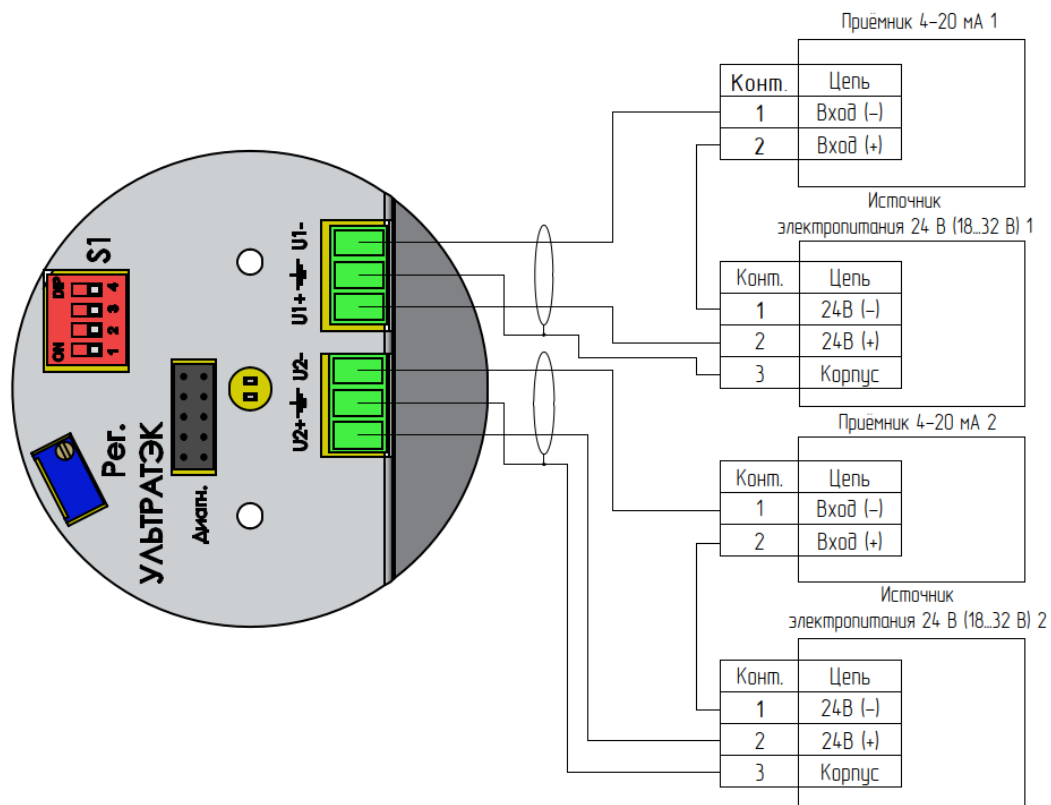 S1
DIP
ON
1 2 3 4
U1-
U1+
U2-
U2+
Рег.
УЛЬТРАТЭК
Диагн.
Приёмник 4-20 мА 1
Конт. Цепь
1 Вход (-)
2 Вход (+)
Источник
электропитания 24 В (18...32 В) 1
Конт. Цепь
1 24В (-)
2 24В (+)
3 Корпус
Приёмник 4-20 мА 2
Конт. Цепь
1 Вход (-)
2 Вход (+)
Источник
электропитания 24 В (18...32 В) 2
Конт. Цепь
1 24В (-)
2 24В (+)
3 Корпус